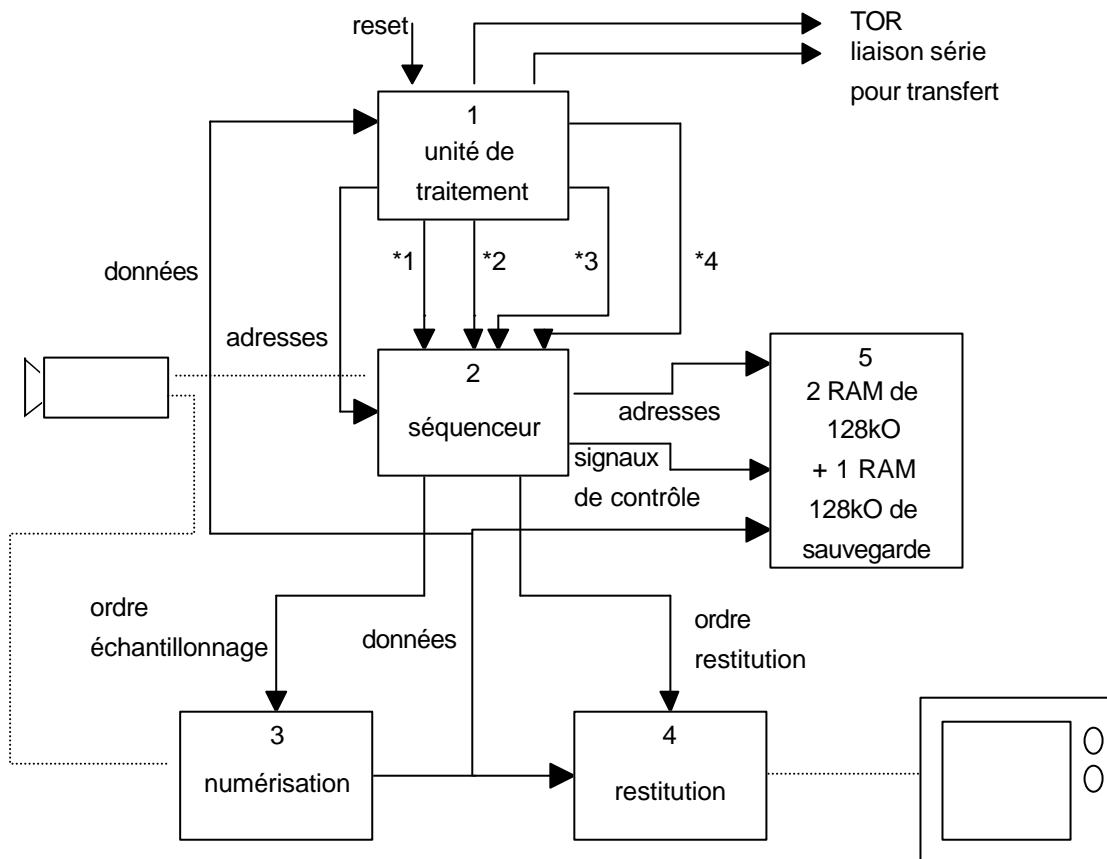 reset
TOR
liaison série
pour transfert
1
unité de
traitement
données
*1
*2
*3
*4
adresses
2
séquenceur
adresses
signaux
de contrôle
5
2 RAM de
128kO
+ 1 RAM
128kO de
sauvegarde
ordre
échantillonnage
données
ordre
restitution
3
numérisation
4
restitution